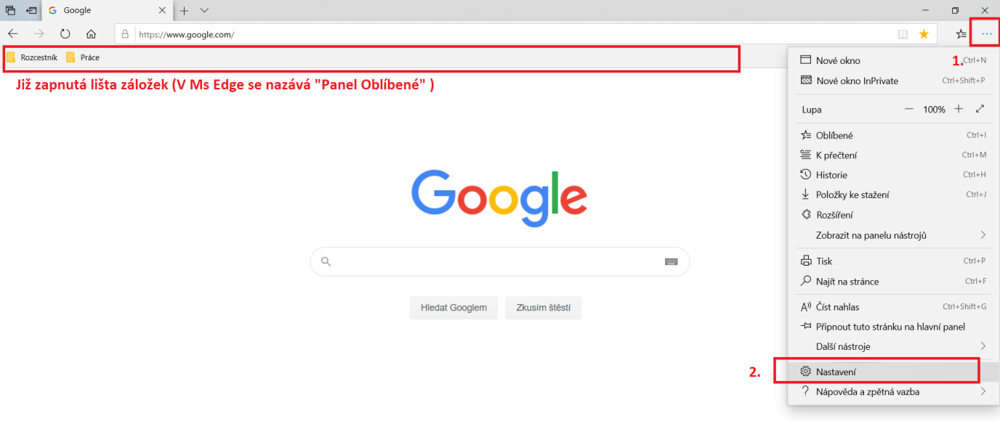 Google
https://www.google.com/
Rozcestník Práce
Již zapnutá lišta záložek (V Ms Edge se nazává "Panel Oblíbené" )
Google
Hledat Googlem Zkusím štěstí
1.
Nové okno Ctrl+N
Nové okno InPrivate Ctrl+Shift+P
Lupa 100%
Oblíbené Ctrl+I
K přečtení Ctrl+M
Historie Ctrl+H
Položky ke stažení Ctrl+J
Rozšíření
Zobrazit na panelu nástrojů
Tisk Ctrl+P
Najít na stránce Ctrl+F
Číst nahlas Ctrl+Shift+G
Připnout tuto stránku na hlavní panel
Další nástroje
2.
Nastavení
Nápověda a zpětná vazba